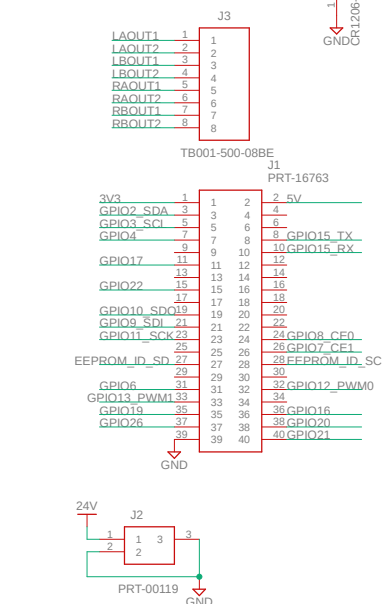 1
CR1206-
GND
J3
LAOUT1 1 1
LAOUT2 2 2
LBOUT1 3 3
LBOUT2 4 4
RAOUT1 5 5
RAOUT2 6 6
RBOUT1 7 7
RBOUT2 8 8
TB001-500-08BE
J1
PRT-16763
3V3 1 1 2 2 5V
GPIO2_SDA 3 3 4 4
GPIO3_SCL 5 5 6 6
GPIO4 7 7 8 8 GPIO15_TX
9 9 10 10 GPIO15_RX
GPIO17 11 11 12 12
13 13 14 14
GPIO22 15 15 16 16
17 17 18 18
GPIO10_SDO 19 19 20 20
GPIO9_SDI 21 21 22 22
GPIO11_SCK 23 23 24 24 GPIO8_CE0
25 25 26 26 GPIO7_CE1
EEPROM_ID_SD 27 27 28 28 EEPROM_ID_SC
29 29 30 30
GPIO6 31 31 32 32 GPIO12_PWM0
GPIO13_PWM1 33 33 34 34
GPIO19 35 35 36 36 GPIO16
GPIO26 37 37 38 38 GPIO20
39 39 40 40 GPIO21
GND
24V
J2
1 1 3 3
2 2
PRT-00119
GND